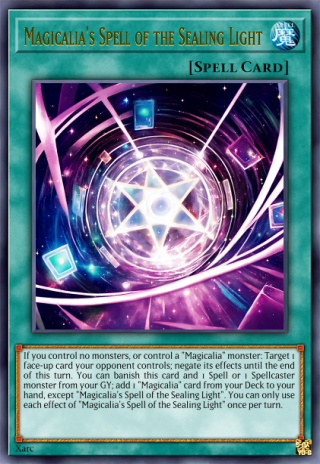 Magicalia's Spell of the Sealing Light
[Spell Card]
If you control no monsters, or control a "Magicalia" monster: Target 1
face-up card your opponent controls; negate its effects until the end
of this turn. You can banish this card and 1 Spell or 1 Spellcaster
monster from your GY; add 1 "Magicalia" card from your Deck to your
hand, except "Magicalia's Spell of the Sealing Light". You can only use
each effect of "Magicalia's Spell of the Sealing Light" once per turn.
Xarc